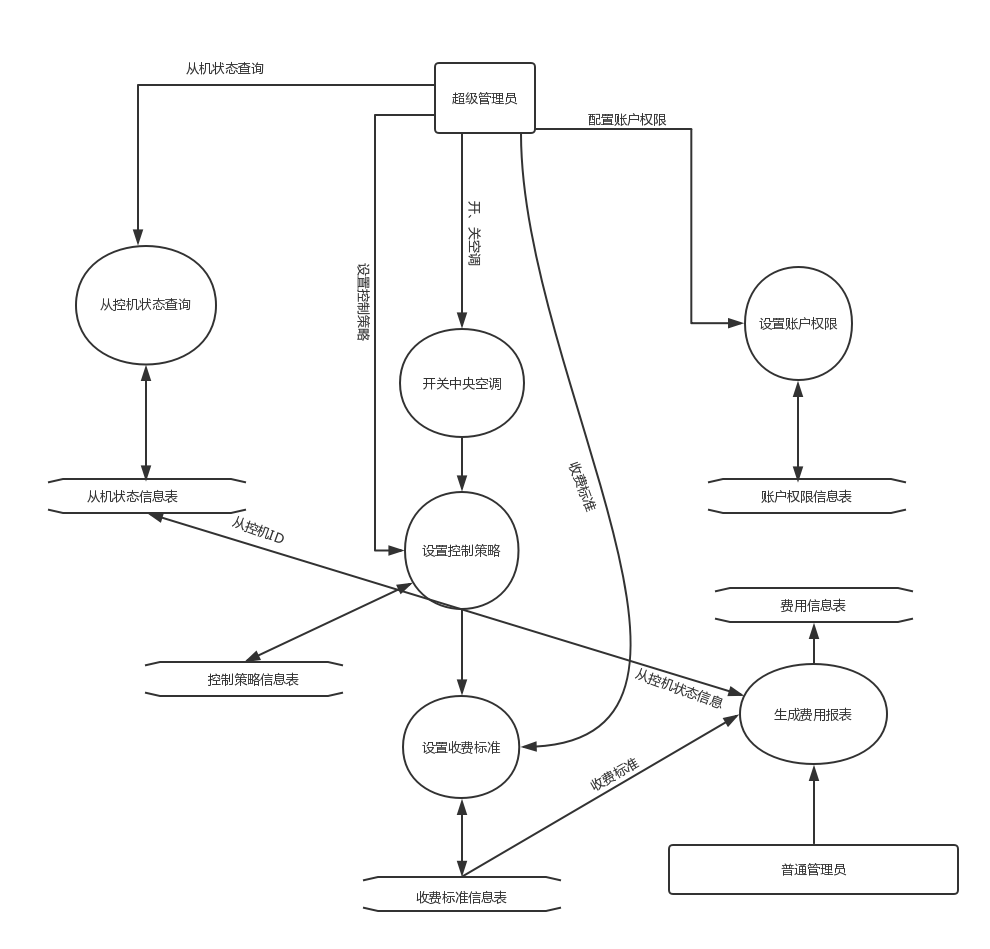 从机状态查询
超级管理员
配置账户权限
开、关空调
设置控制策略
从控机状态查询
设置账户权限
开关中央空调
收费标准
从机状态信息表
账户权限信息表
从控机ID
设置控制策略
费用信息表
控制策略信息表
从控机状态信息
生成费用报表
设置收费标准
收费标准
普通管理员
收费标准信息表